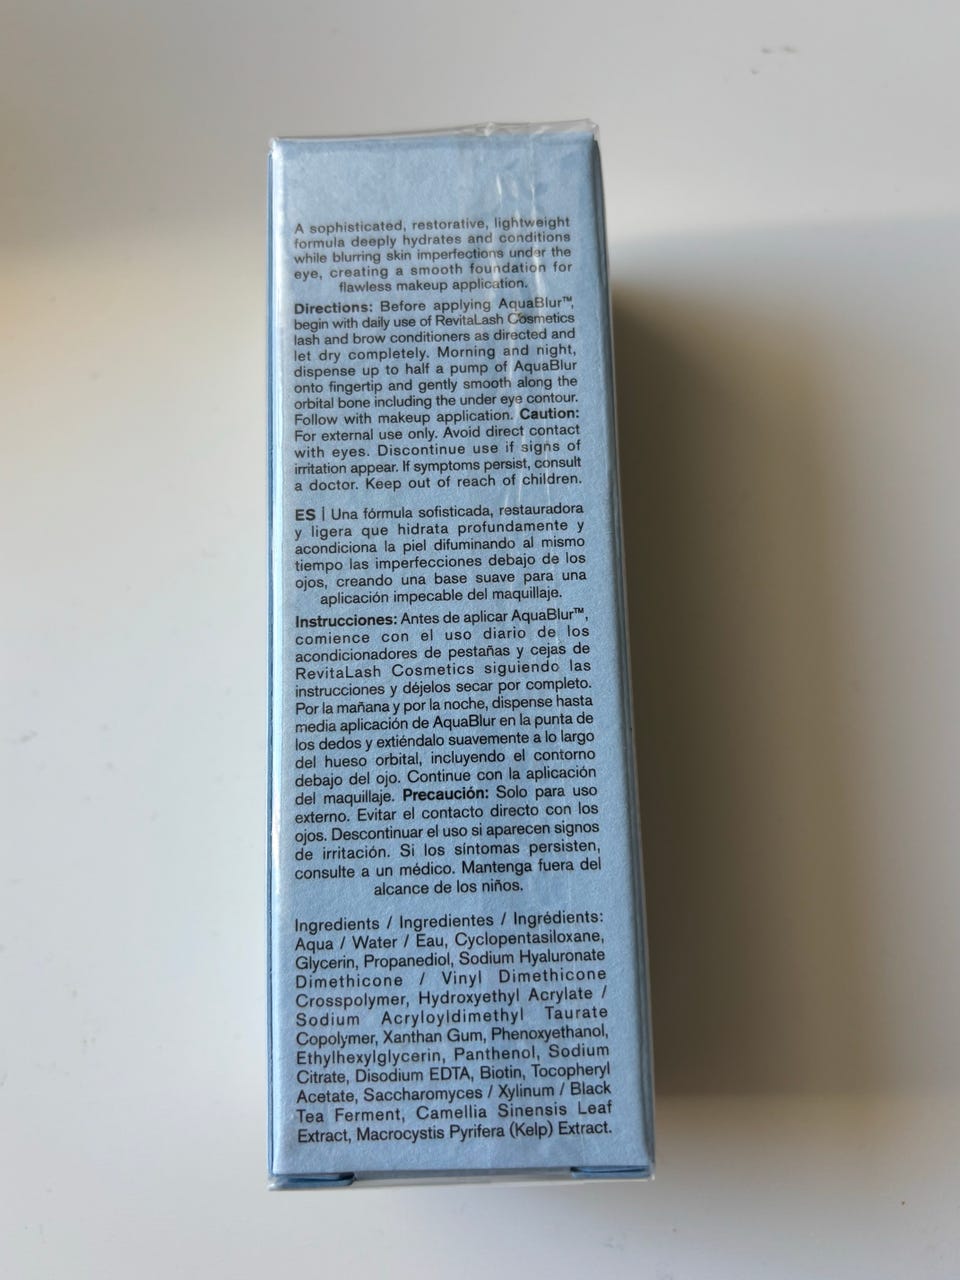 A sophisticated, restorative, lightweight
formula deeply hydrates and conditions
while blurring skin imperfections under the
eye, creating a smooth foundation for
flawless makeup application.
Directions: Before applying AquaBlur™,
begin with daily use of RevitaLash Cosmetics
lash and brow conditioners as directed and
let dry completely. Morning and night,
dispense up to half a pump of AquaBlur
onto fingertip and gently smooth along the
orbital bone including the under eye contour.
Follow with makeup application. Caution:
For external use only. Avoid direct contact
with eyes. Discontinue use if signs of
irritation appear. If symptoms persist, consult
a doctor. Keep out of reach of children.
ES | Una fórmula sofisticada, restauradora
y ligera que hidrata profundamente y
acondiciona la piel difuminando al mismo
tiempo las imperfecciones debajo de los
ojos, creando una base suave para una
aplicación impecable del maquillaje.
Instrucciones: Antes de aplicar AquaBlur™,
comience con el uso diario de los
acondicionadores de pestañas y cejas de
RevitaLash Cosmetics siguiendo las
instrucciones y déjelos secar por completo.
Por la mañana y por la noche, dispense hasta
media aplicación de AquaBlur en la punta de
los dedos y extiéndalo suavemente a lo largo
del hueso orbital, incluyendo el contorno
debajo del ojo. Continue con la aplicación
del maquillaje. Precaución: Solo para uso
externo. Evitar el contacto directo con los
ojos. Descontinuar el uso si aparecen signos
de irritación. Si los síntomas persisten,
consulte a un médico. Mantenga fuera del
alcance de los niños.
Ingredients / Ingredientes / Ingrédients:
Aqua / Water / Eau, Cyclopentasiloxane,
Glycerin, Propanediol, Sodium Hyaluronate
Dimethicone / Vinyl Dimethicone
Crosspolymer, Hydroxyethyl Acrylate /
Sodium Acryloyldimethyl Taurate
Copolymer, Xanthan Gum, Phenoxyethanol,
Ethylhexylglycerin, Panthenol, Sodium
Citrate, Disodium EDTA, Biotin, Tocopheryl
Acetate, Saccharomyces / Xylinum / Black
Tea Ferment, Camellia Sinensis Leaf
Extract, Macrocystis Pyrifera (Kelp) Extract.